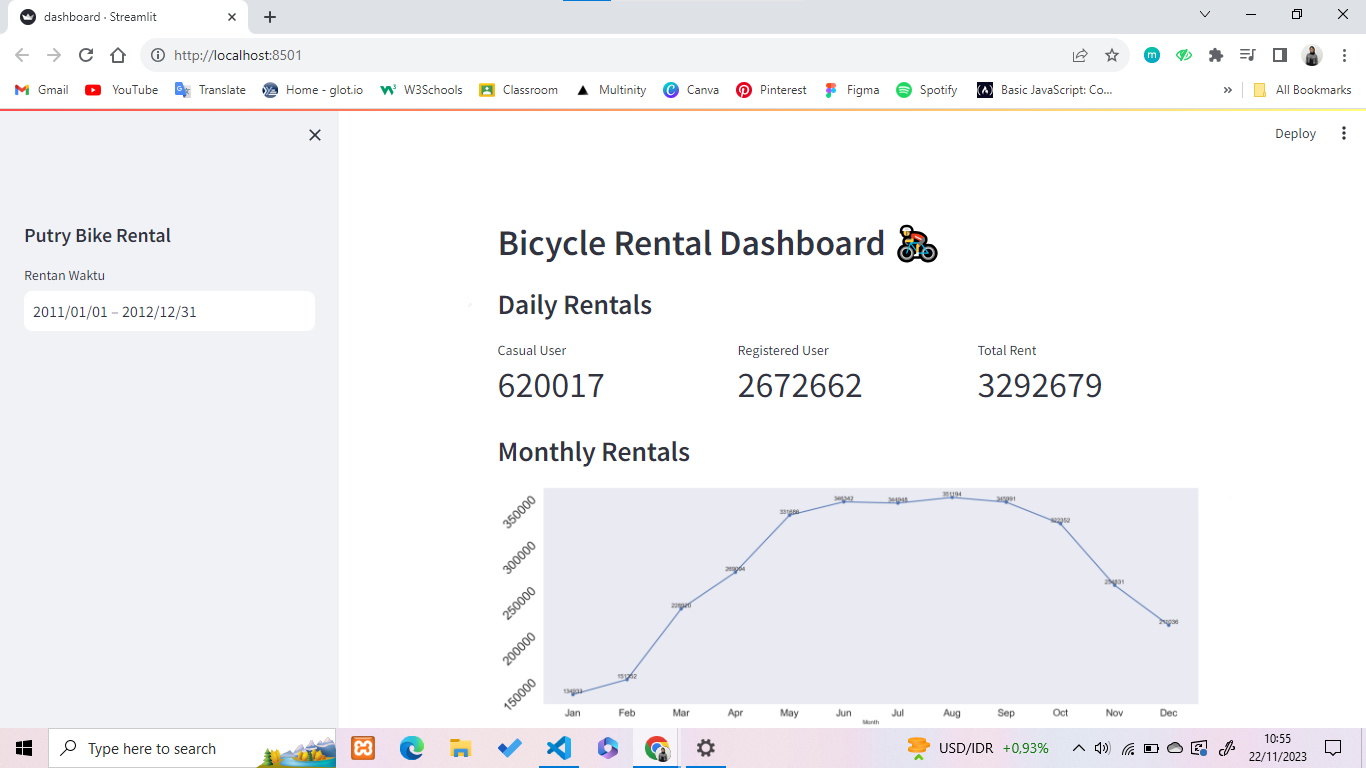 dashboard · Streamlit
http://localhost:8501
m
Gmail
YouTube
Translate
Home - glot.io
W3Schools
Classroom
Multinity
Canva
Pinterest
Figma
Spotify
Basic JavaScript: Co...
»
All Bookmarks
Deploy
Putry Bike Rental
Rentan Waktu
2011/01/01 – 2012/12/31
Bicycle Rental Dashboard
Daily Rentals
Casual User
Registered User
Total Rent
620017
2672662
3292679
Monthly Rentals
350000
300000
250000
200000
150000
134933
351194
Jan
Feb
Mar
Apr
May
Jun
Jul
Aug
Sep
Oct
Nov
Dec
Month
Type here to search
USD/IDR
+0,93%
10:55
22/11/2023